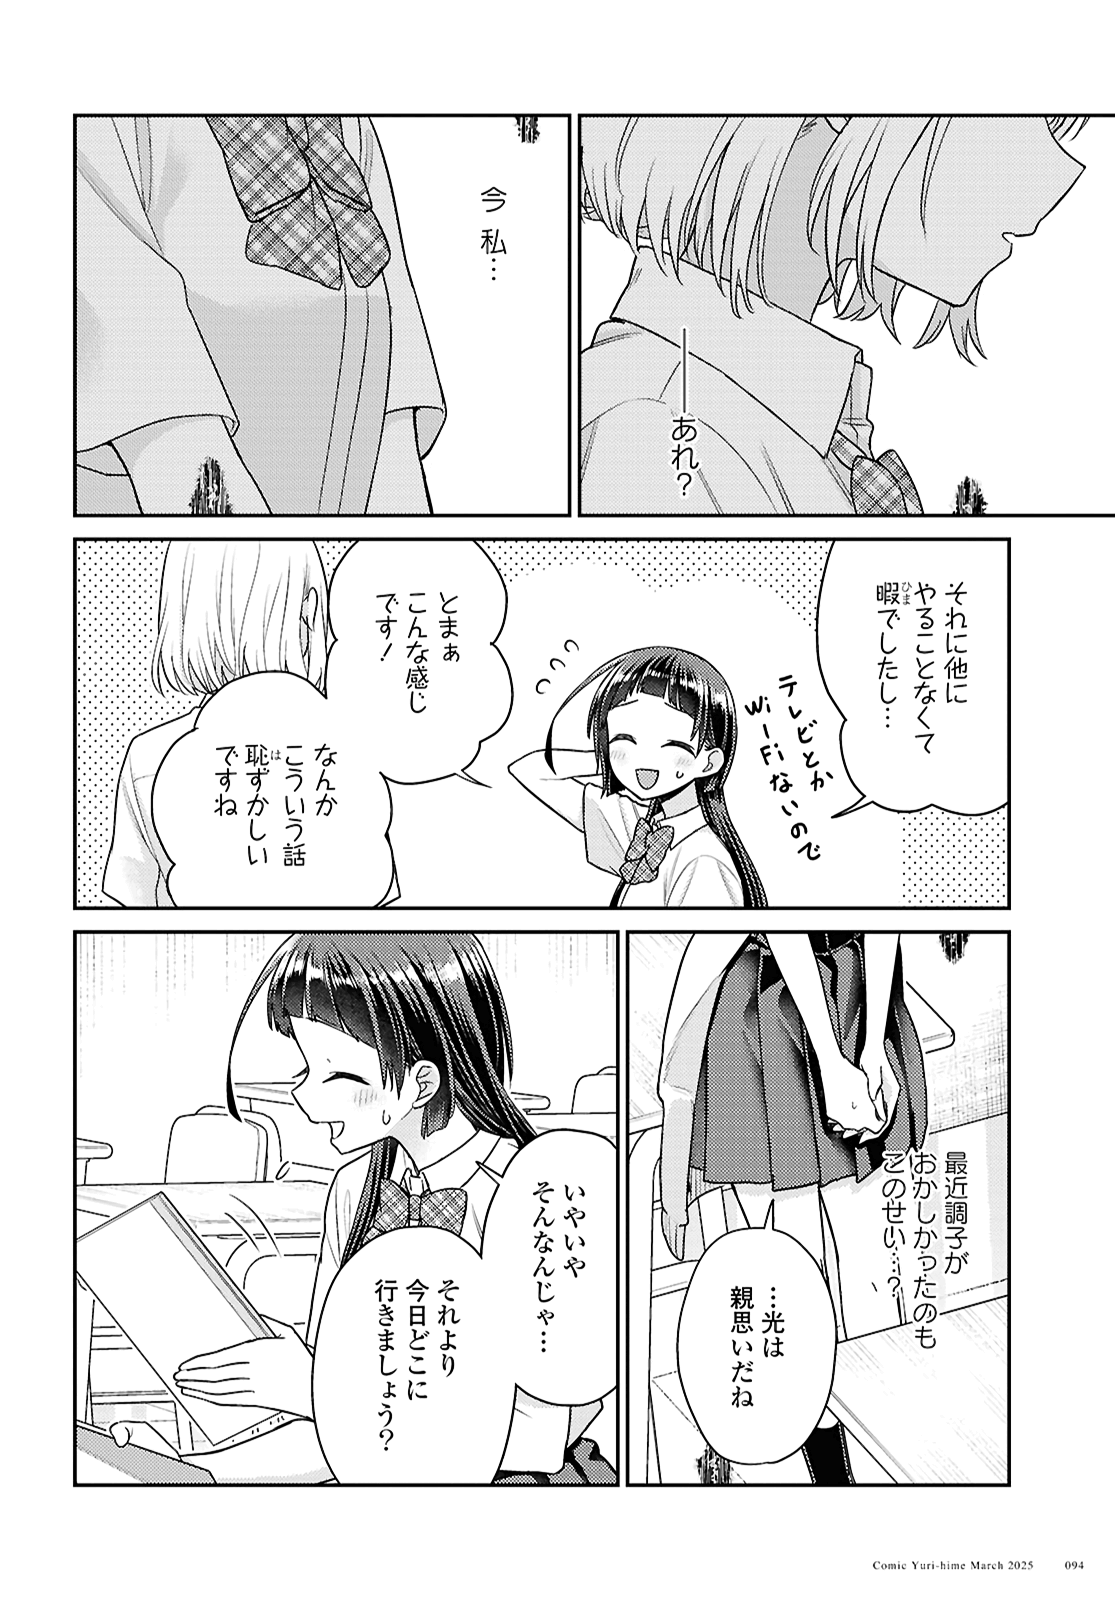 それに他に
やることなくて
暇でしたし…
ひま
テレビとか
Wi-Fiないので
とまぁ
こんな感じ
です!
なんか
こういう話
恥ずかしい
は
ですね
――あれ?
今私…
最近調子が
おかしかったのも
このせい…?
…光は
親思いだね
いやいや
そんなんじゃ…
それより
今日どこに
行きましょう?
Comic Yuri-hime March 2025 094